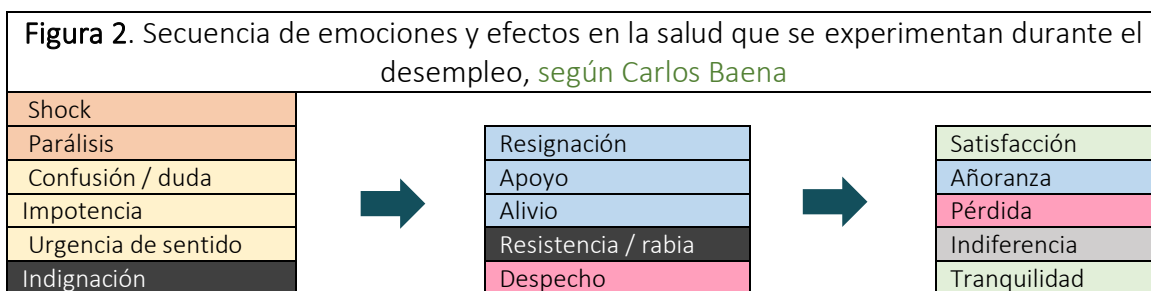 Figura 2. Secuencia de emociones y efectos en la salud que se experimentan durante el
desempleo, según Carlos Baena
Shock
Parálisis
Confusión / duda
Impotencia
Urgencia de sentido
Indignación
Resignación
Apoyo
Alivio
Resistencia / rabia
Despecho
Satisfacción
Añoranza
Pérdida
Indiferencia
Tranquilidad